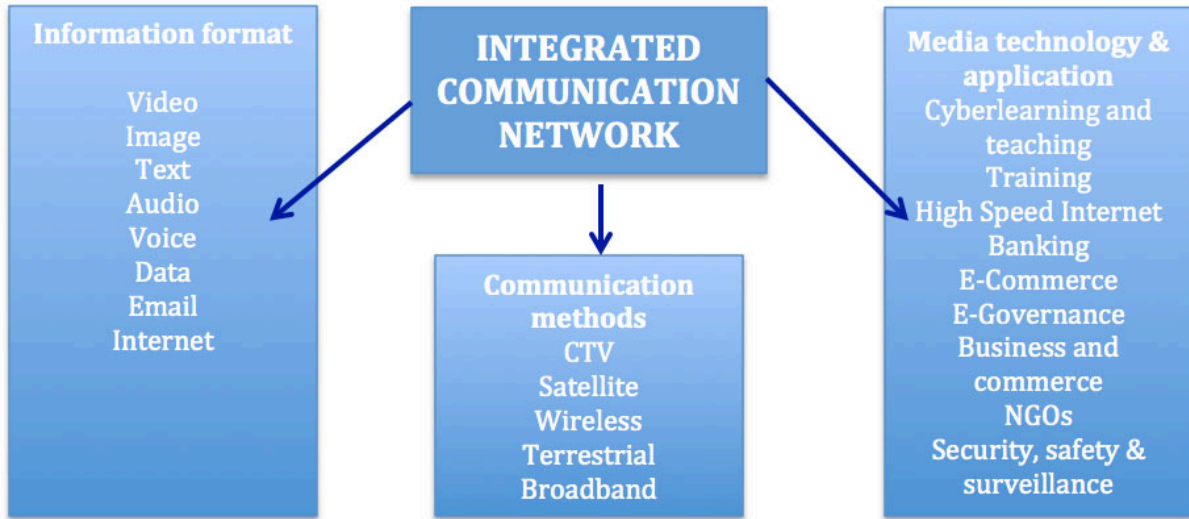 Information format
Video
Image
Text
Audio
Voice
Data
Email
Internet
INTEGRATED
COMMUNICATION
NETWORK
Communication
methods
CTV
Satellite
Wireless
Terrestrial
Broadband
Media technology &
application
Cyberlearning and
teaching
Training
High Speed Internet
Banking
E-Commerce
E-Governance
Business and
commerce
NGOs
Security, safety &
surveillance